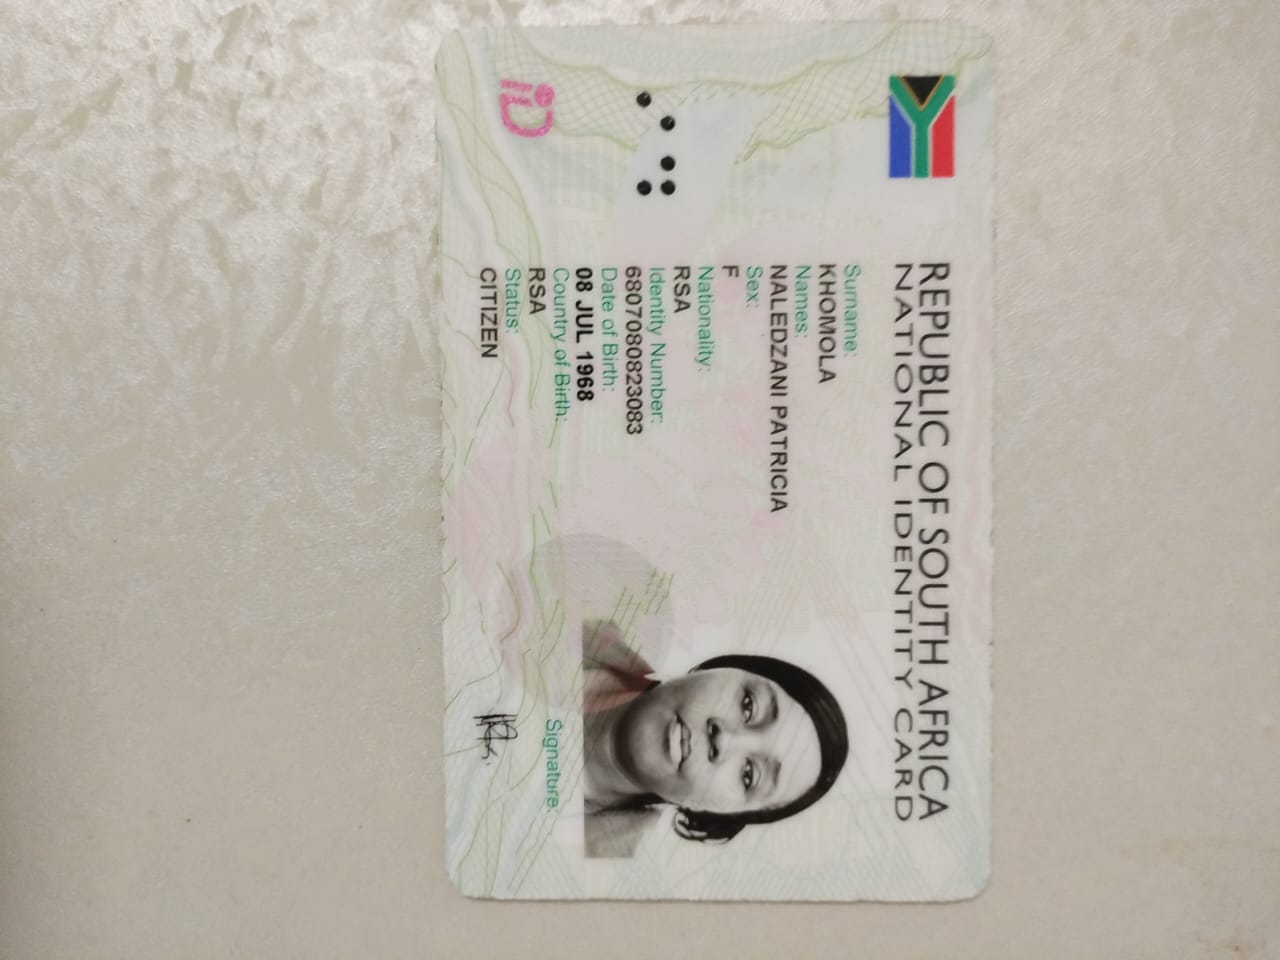 REPUBLIC OF SOUTH AFRICA
NATIONAL IDENTITY CARD
Surname:
KHOMOLA
Names:
NALEDZANI PATRICIA
Sex:
F
Nationality:
RSA
Identity Number:
6807080823083
Date of Birth:
08 JUL 1968
Country of Birth:
RSA
Status:
CITIZEN
Signature:
iD